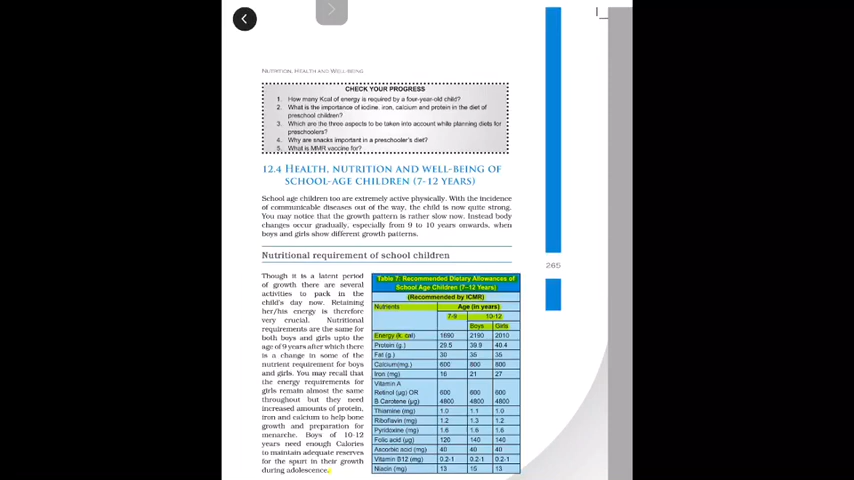 NUTRITION, HEALTH AND WELL-BEING
CHECK YOUR PROGRESS
1. How many Kcal of energy is required by a four-year-old child?
2. What is the importance of iodine, iron, calcium and protein in the diet of
preschool children?
3. Which are the three aspects to be taken into account while planning diets for
preschoolers?
4. Why are snacks important in a preschooler's diet?
5. What is MMR vaccine for?
12.4 HEALTH, NUTRITION AND WELL-BEING OF
SCHOOL-AGE CHILDREN (7-12 YEARS)
School age children too are extremely active physically. With the incidence
of communicable diseases out of the way, the child is now quite strong.
You may notice that the growth pattern is rather slow now. Instead body
changes occur gradually, especially from 9 to 10 years onwards, when
boys and girls show different growth patterns.
Nutritional requirement of school children
265
Though it is a latent period
of growth there are several
activities to pack in the
child's day now. Retaining
her/his energy is therefore
very crucial. Nutritional
requirements are the same for
both boys and girls upto the
age of 9 years after which there
is a change in some of the
nutrient requirement for boys
and girls. You may recall that
the energy requirements for
girls remain almost the same
throughout but they need
increased amounts of protein,
iron and calcium to help bone
growth and preparation for
menarche. Boys of 10-12
years need enough Calories
to maintain adequate reserves
for the spurt in their growth
during adolescence.
Table 7: Recommended Dietary Allowances of
School Age Children (7-12 Years)
(Recommended by ICMR)
Nutrients Age (in years)
7-9 10-12
Boys Girls
Energy (k. cal) 1690 2190 2010
Protein (g.) 29.5 39.9 40.4
Fat (g.) 30 35 35
Calcium(mg.) 600 800 800
Iron (mg) 16 21 27
Vitamin A
Retinol (µg) OR 600 600 600
B Carotene (µg) 4800 4800 4800
Thiamine (mg) 1.0 1.1 1.0
Riboflavin (mg) 1.2 1.3 1.2
Pyridoxine (mg) 1.6 1.6 1.6
Folic acid (µg) 120 140 140
Ascorbic acid (mg) 40 40 40
Vitamin B12 (mg) 0.2-1 0.2-1 0.2-1
Niacin (mg) 13 15 13